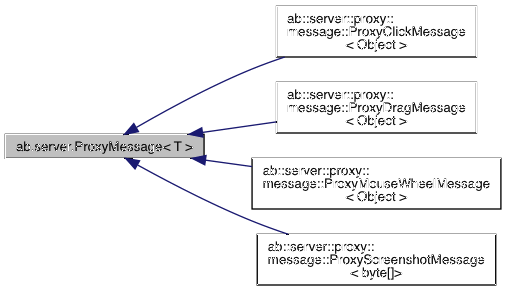 ab::server::proxy::
message::ProxyClickMessage
< Object >
ab::server::proxy::
message::ProxyDragMessage
< Object >
ab.server.ProxyMessage< T >
ab::server::proxy::
message::ProxyMouseWheelMessage
< Object >
ab::server::proxy::
message::ProxyScreenshotMessage
< byte[]>